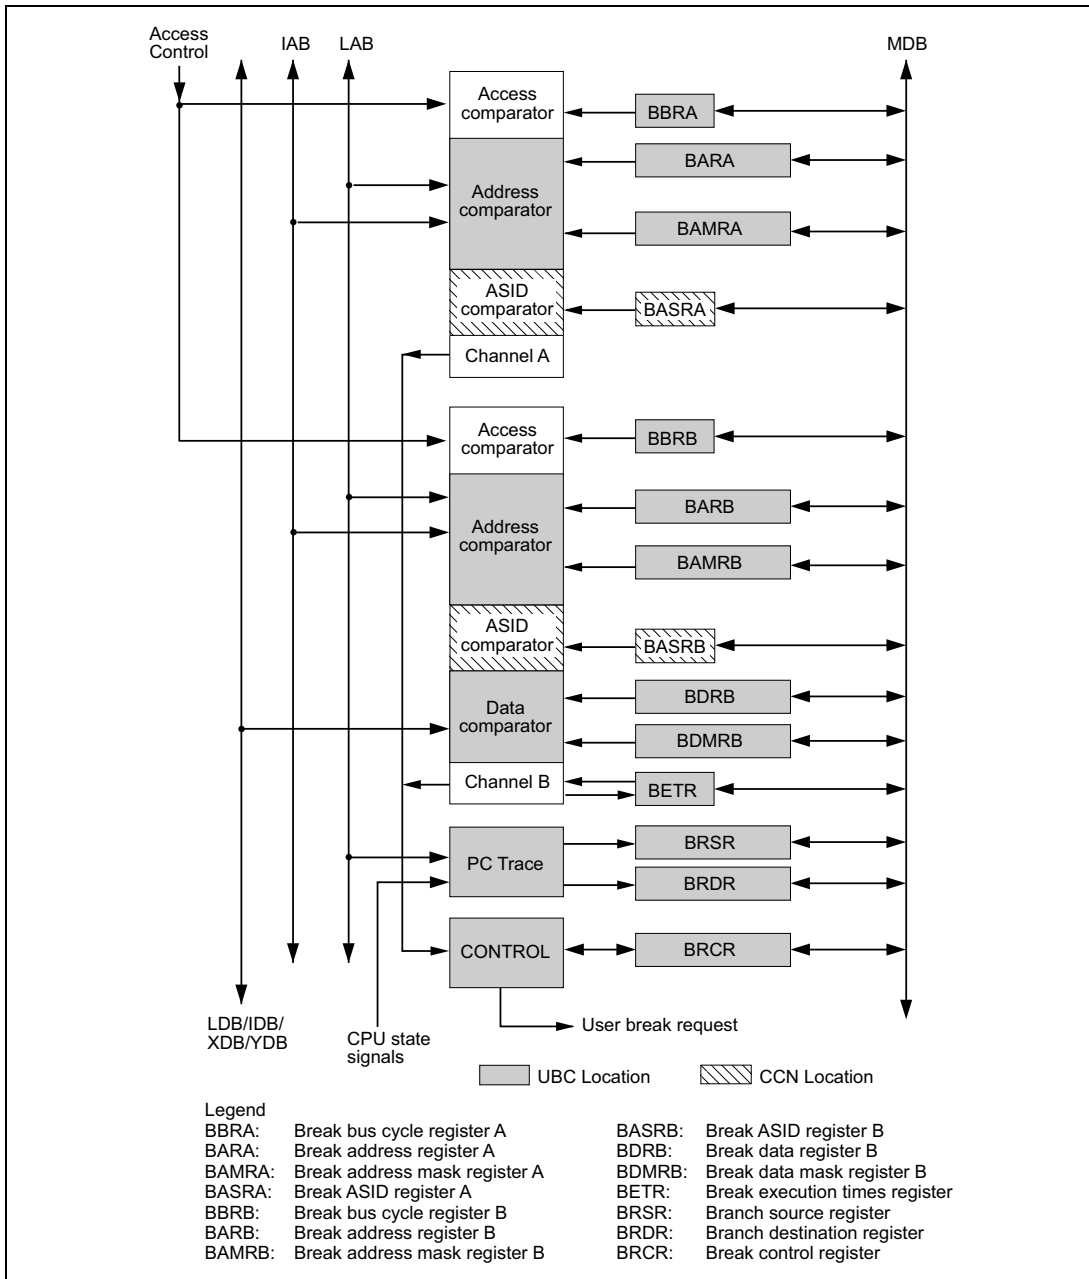 Access
Control
IAB
LAB
MDB
Access
comparator
BBRA
BARA
Address
comparator
BAMRA
ASID
comparator
BASRA
Channel A
Access
comparator
BBRB
BARB
Address
comparator
BAMRB
ASID
comparator
BASRB
BDRB
Data
comparator
BDMRB
Channel B
BETR
BRSR
PC Trace
BRDR
CONTROL
BRCR
LDB/IDB/
XDB/YDB
CPU state
signals
User break request
UBC Location
CCN Location
Legend
BBRA: Break bus cycle register A
BARA: Break address register A
BAMRA: Break address mask register A
BASRA: Break ASID register A
BBRB: Break bus cycle register B
BARB: Break address register B
BAMRB: Break address mask register B
BASRB: Break ASID register B
BDRB: Break data register B
BDMRB: Break data mask register B
BETR: Break execution times register
BRSR: Branch source register
BRDR: Branch destination register
BRCR: Break control register